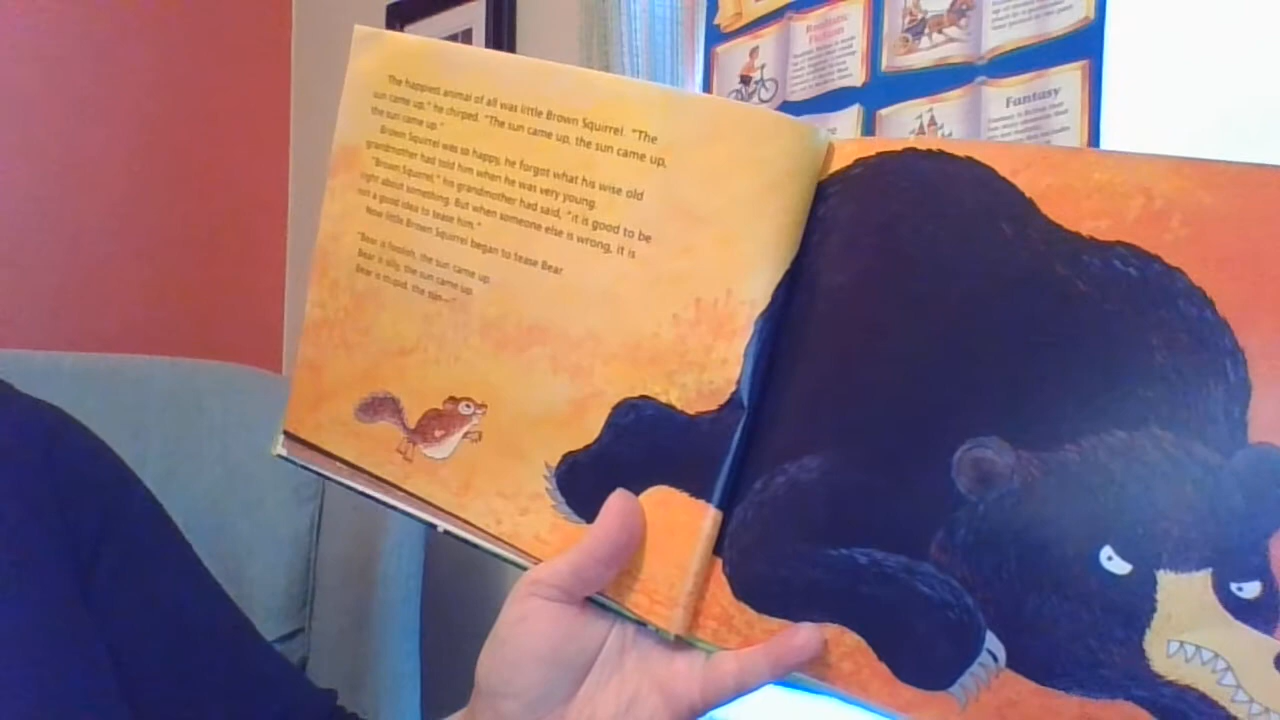 The happiest animal of all was little Brown Squirrel. "The
sun came up," he chirped. "The sun came up, the sun came up,
the sun came up."
Brown Squirrel was so happy, he forgot what his wise old
grandmother had told him when he was very young.
"Brown Squirrel," his grandmother had said, "it is good to be
right about something. But when someone else is wrong, it is
not a good idea to tease him."
Now little Brown Squirrel began to tease Bear.
"Bear is foolish, the sun came up.
Bear is silly, the sun came up.
Bear is stupid, the sun—"
Realistic
Fiction
Fantasy